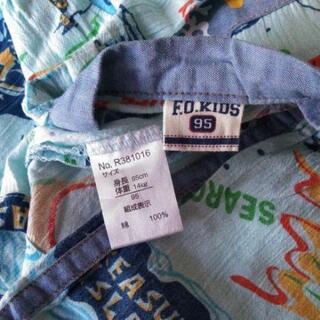 F.O.KIDS
95
No. R381016
サイズ
身長 95cm
体重 14kg
95
組成表示
綿 100%
SEARC
EASU